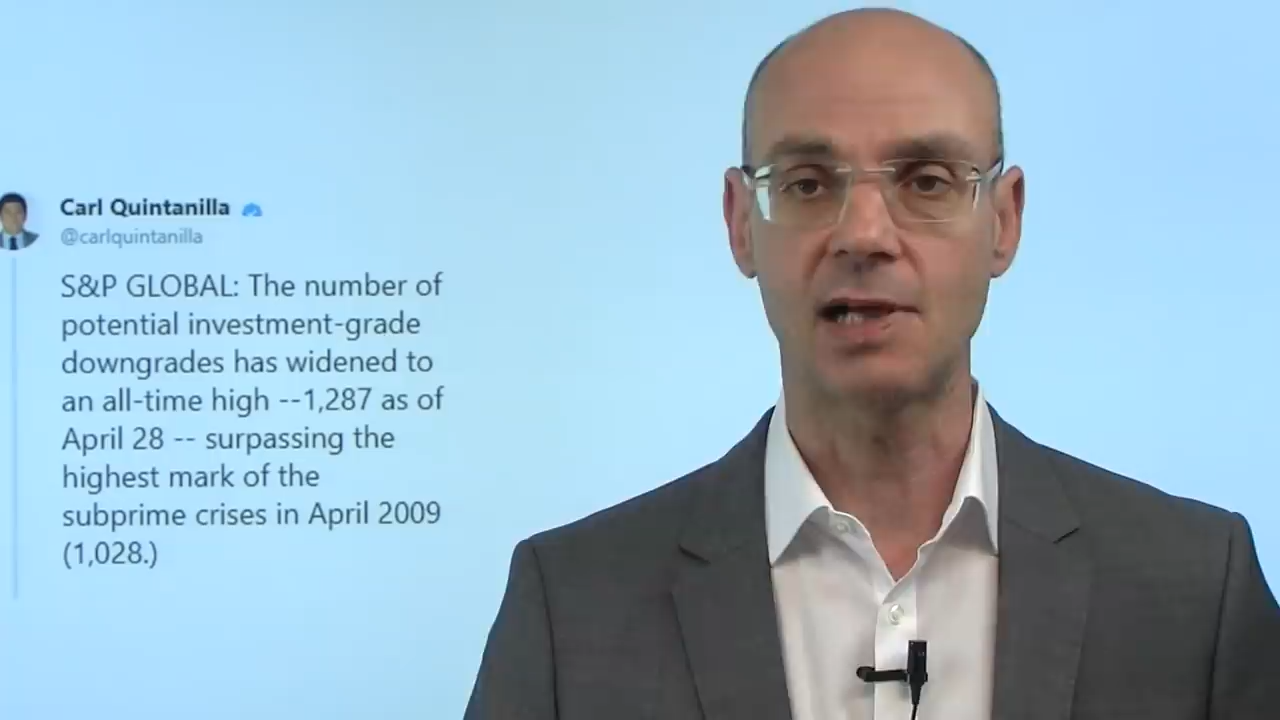 Carl Quintanilla
@carlquintanilla
S&P GLOBAL: The number of
potential investment-grade
downgrades has widened to
an all-time high --1,287 as of
April 28 -- surpassing the
highest mark of the
subprime crises in April 2009
(1,028.)